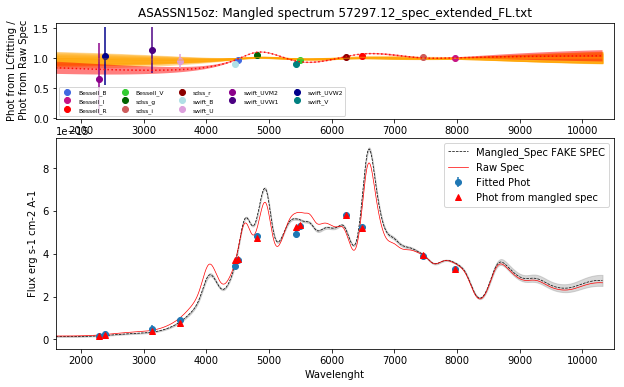 ASASSN15oz: Mangled spectrum 57297.12_spec_extended_FL.txt
Phot from LCfitting /
Phot from Raw Spec
1.5
1.0
0.5
0.0
Bessell_B
Bessell_I
Bessell_R
Bessell_V
sdss_g
sdss_i
sdss_r
swift_B
swift_U
swift_UVM2
swift_UVW1
swift_UVW2
swift_V
2000 3000 4000 5000 6000 7000 8000 9000 10000
Flux erg s-1 cm-2 A-1
8
6
4
2
0
Mangled_Spec FAKE SPEC
Raw Spec
Fitted Phot
Phot from mangled spec
2000 3000 4000 5000 6000 7000 8000 9000 10000
Wavelenght